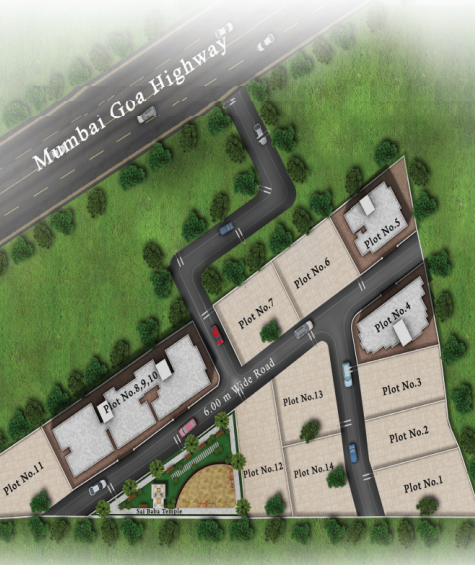 Mumbai Goa Highway
Plot No.5
Plot No.6
Plot No.7
Plot No.4
Plot No.8,9,10
6.00 m Wide Road
Plot No.3
Plot No.13
Plot No.2
Plot No.11
Plot No.12
Plot No.14
Plot No.1
Sai Baba Temple